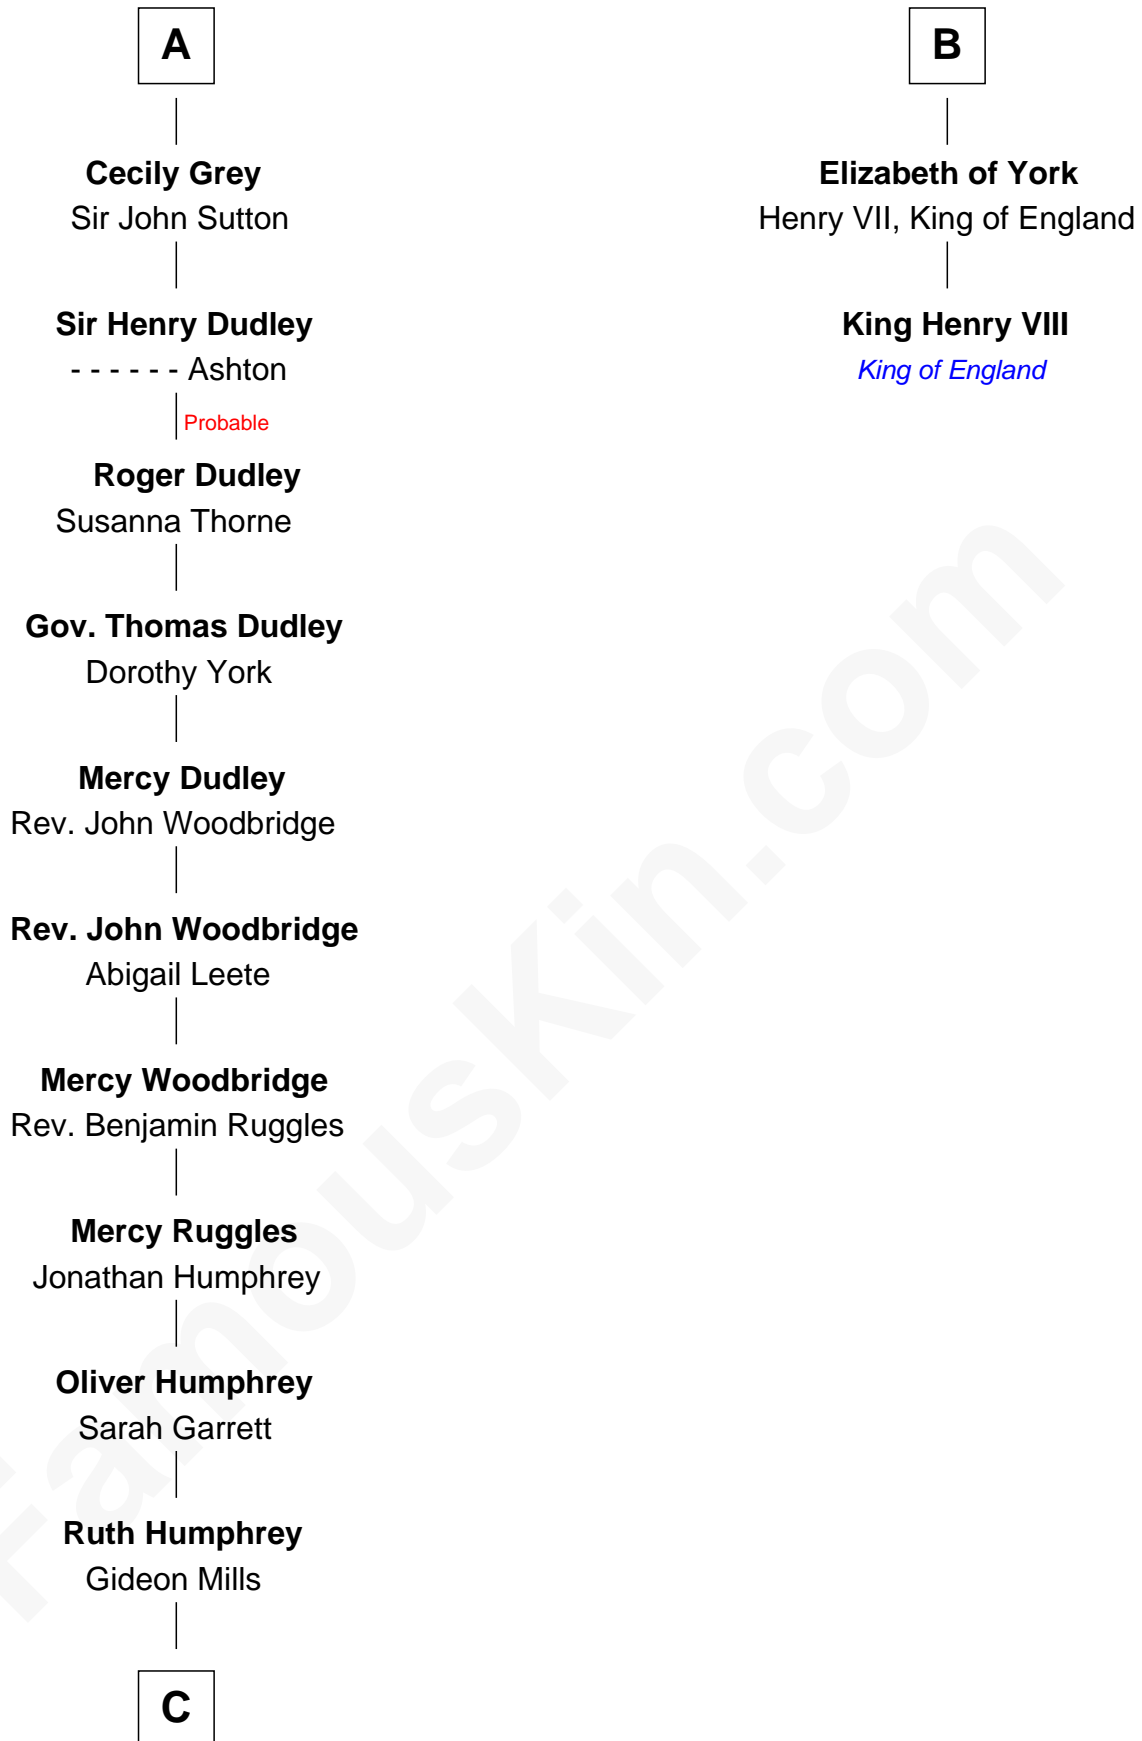 A
Cecily Grey
Sir John Sutton
Sir Henry Dudley
- - - - - - Ashton
Probable
Roger Dudley
Susanna Thorne
Gov. Thomas Dudley
Dorothy York
Mercy Dudley
Rev. John Woodbridge
Rev. John Woodbridge
Abigail Leete
Mercy Woodbridge
Rev. Benjamin Ruggles
Mercy Ruggles
Jonathan Humphrey
Oliver Humphrey
Sarah Garrett
Ruth Humphrey
Gideon Mills
C
B
Elizabeth of York
Henry VII, King of England
King Henry VIII
King of England
FamousKin.com